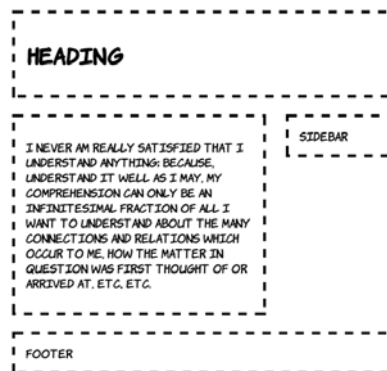 HEADING
I NEVER AM REALLY SATISFIED THAT I
UNDERSTAND ANYTHING; BECAUSE,
UNDERSTAND IT WELL AS I MAY, MY
COMPREHENSION CAN ONLY BE AN
INFINITESIMAL FRACTION OF ALL I
WANT TO UNDERSTAND ABOUT THE MANY
CONNECTIONS AND RELATIONS WHICH
OCCUR TO ME, HOW THE MATTER IN
QUESTION WAS FIRST THOUGHT OF OR
ARRIVED AT, ETC, ETC.
SIDEBAR
FOOTER